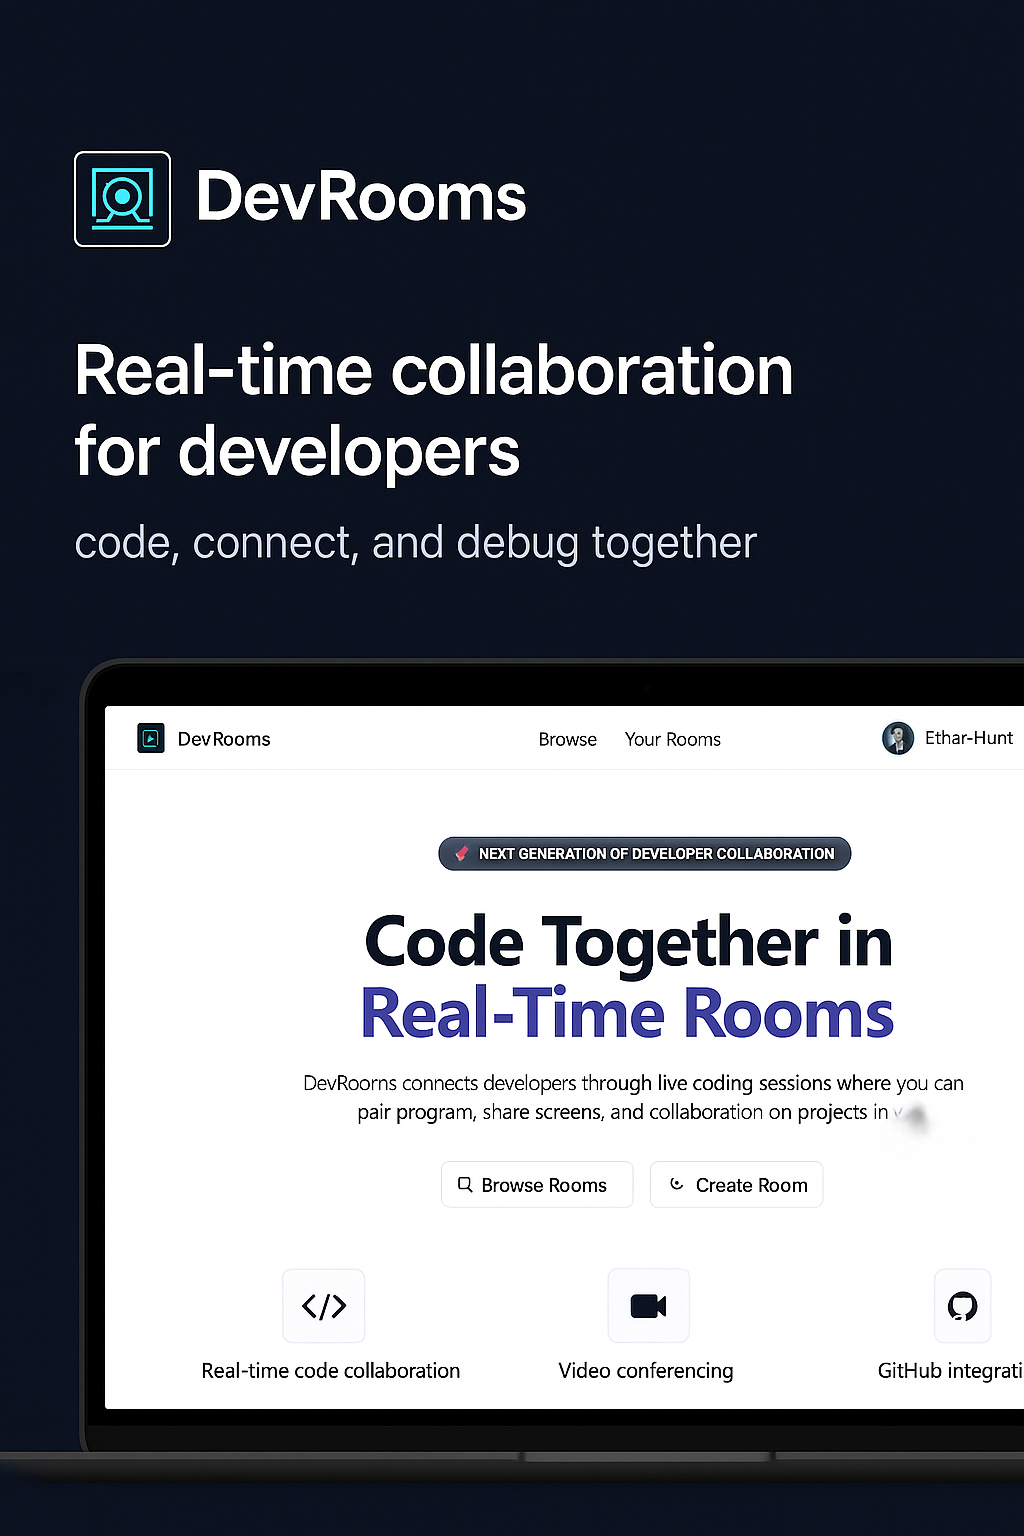 DevRooms
Real-time collaboration
for developers
code, connect, and debug together
DevRooms
Browse
Your Rooms
Ethar-Hunt
NEXT GENERATION OF DEVELOPER COLLABORATION
Code Together in
Real-Time Rooms
DevRoorns connects developers through live coding sessions where you can
pair program, share screens, and collaboration on projects in
Browse Rooms
Create Room
</>
Real-time code collaboration
Video conferencing
GitHub integrati